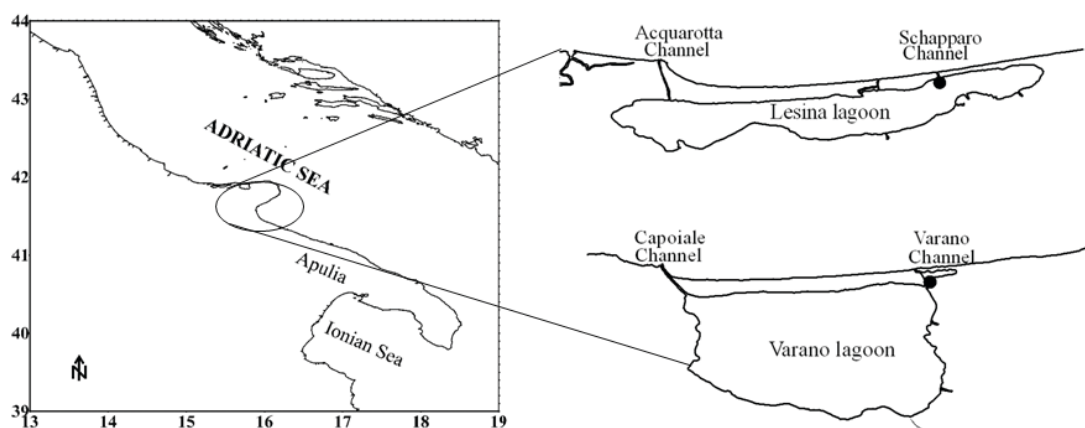 44
43
42
41
40
39
13
14
15
16
17
18
19
ADRIATIC SEA
Apulia
Ionian Sea
N
Acquarotta
Channel
Schapparo
Channel
Lesina lagoon
Capoiale
Channel
Varano
Channel
Varano lagoon